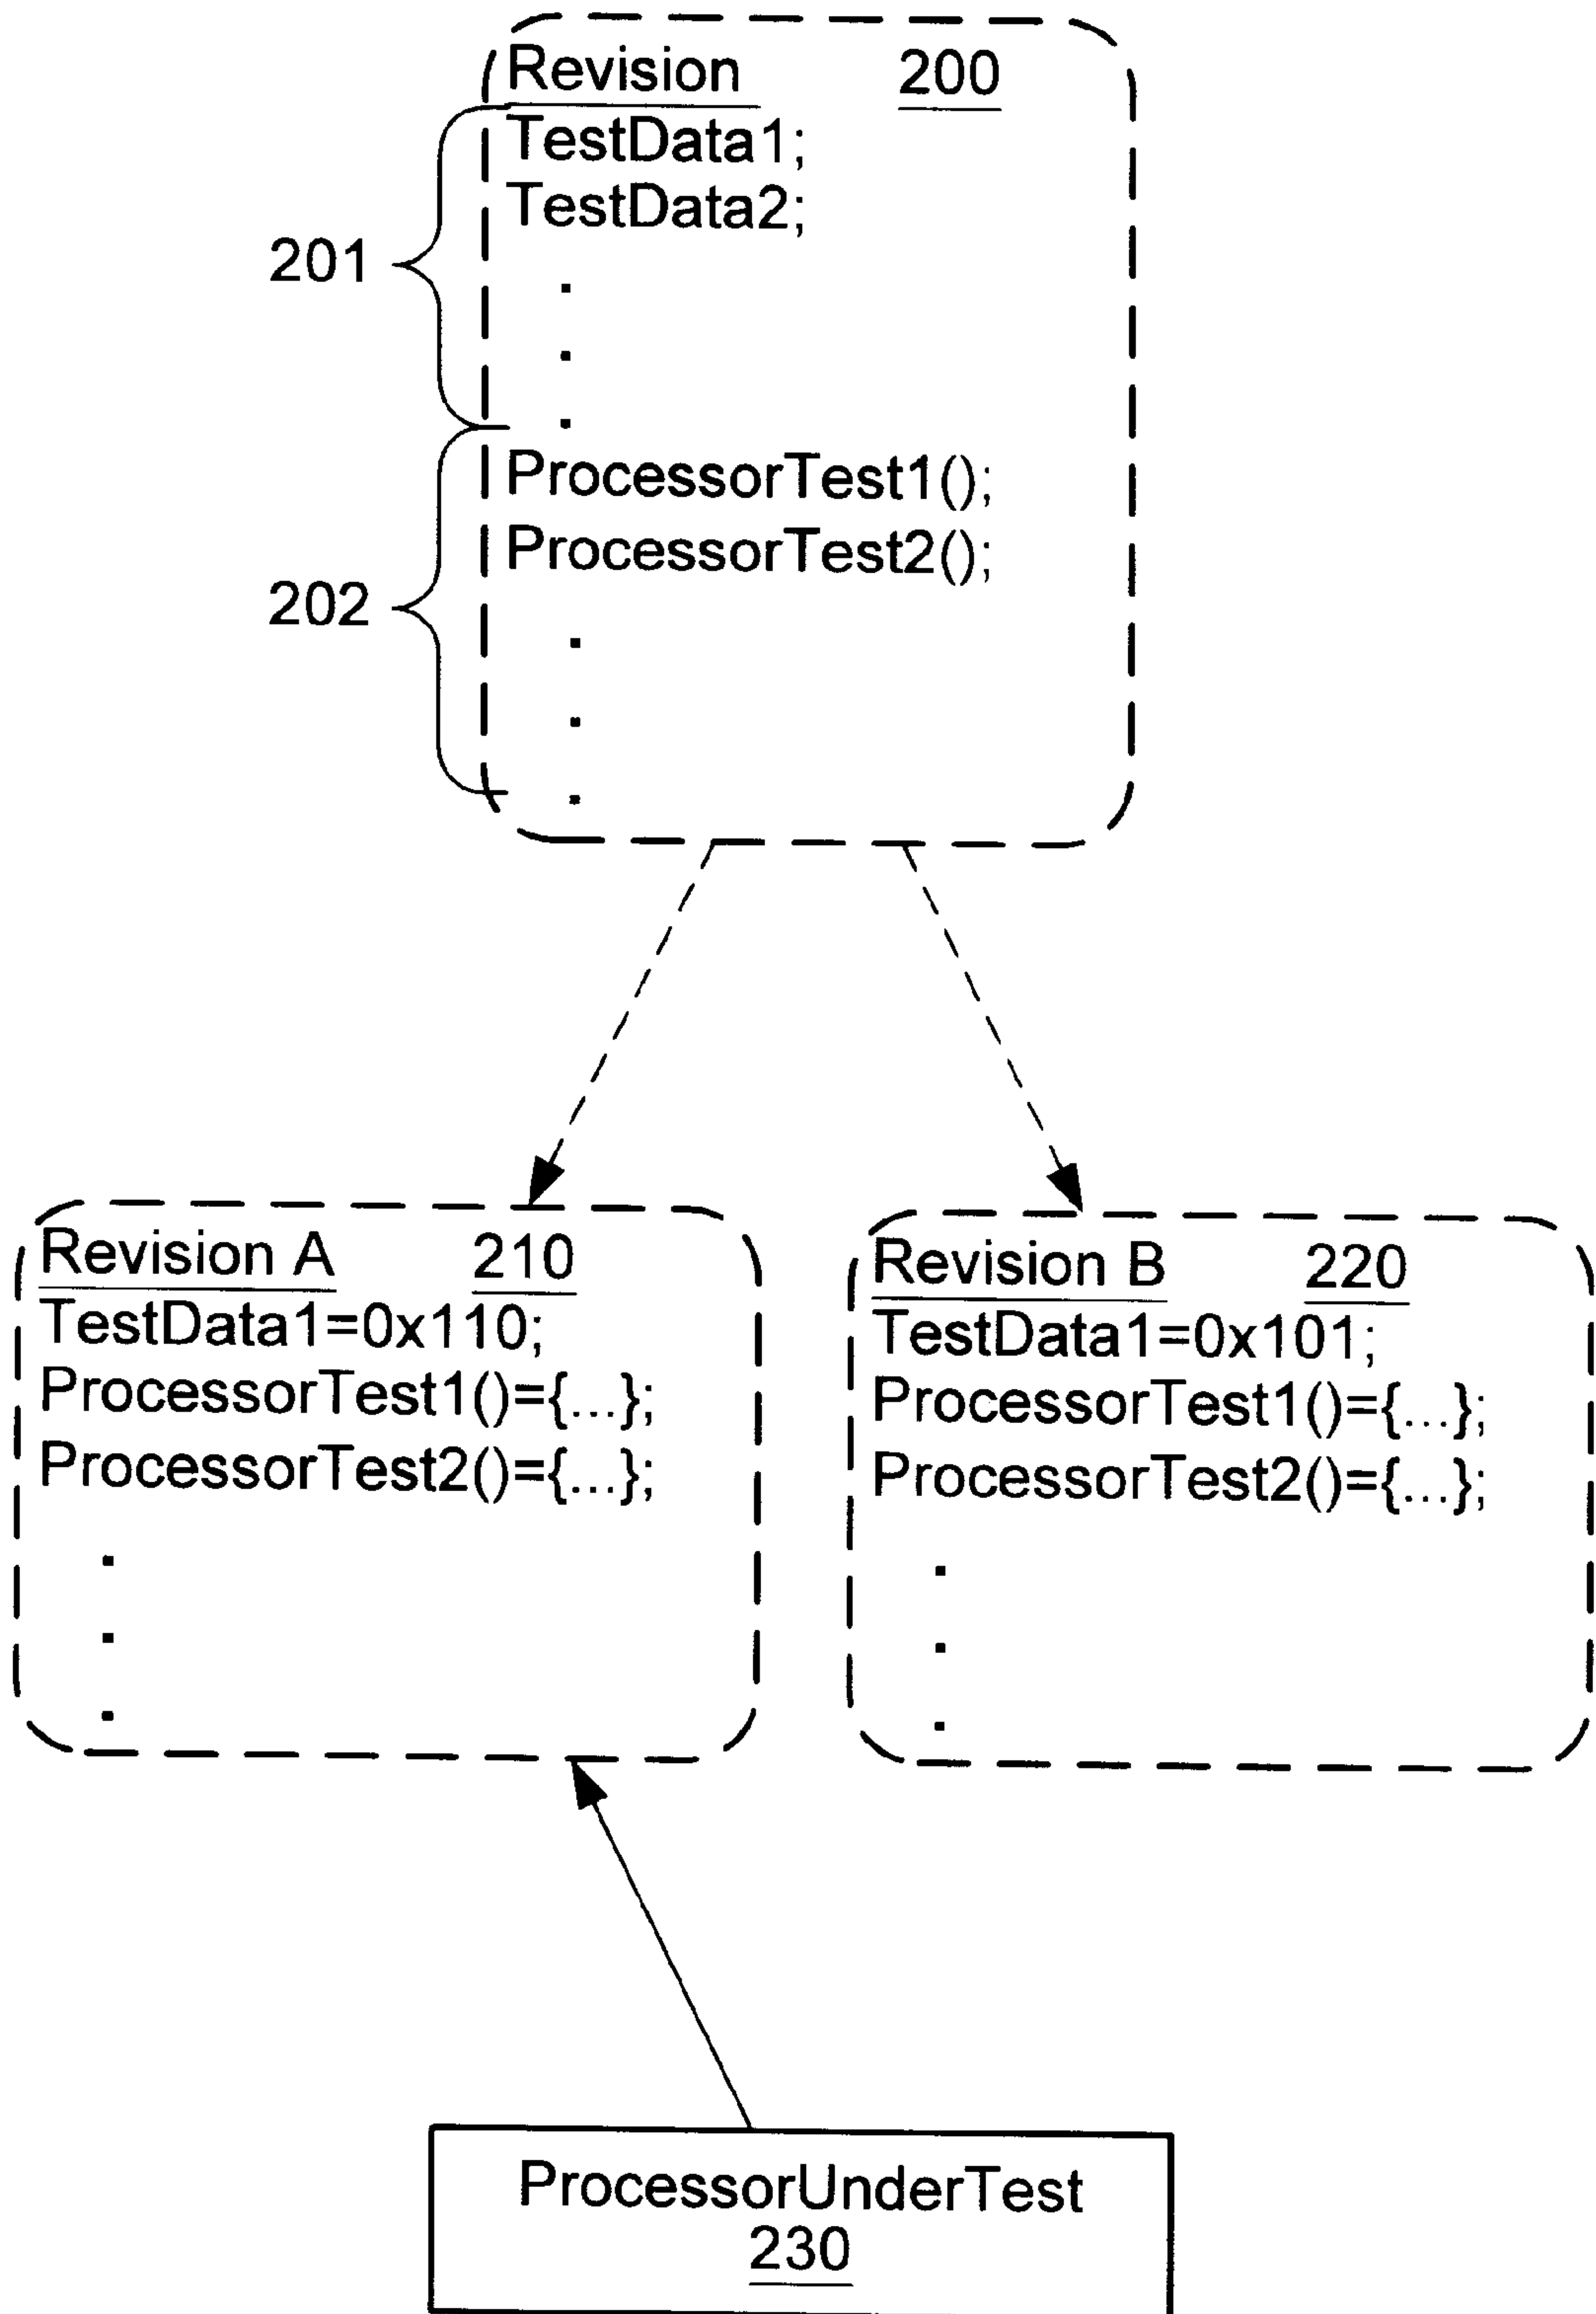 Revision 200
TestData1;
TestData2;
201
.
.
.
ProcessorTest1();
ProcessorTest2();
202
.
.
.
Revision A 210
TestData1=0x110;
ProcessorTest1()={...};
ProcessorTest2()={...};
.
.
.
Revision B 220
TestData1=0x101;
ProcessorTest1()={...};
ProcessorTest2()={...};
.
.
.
ProcessorUnderTest
230